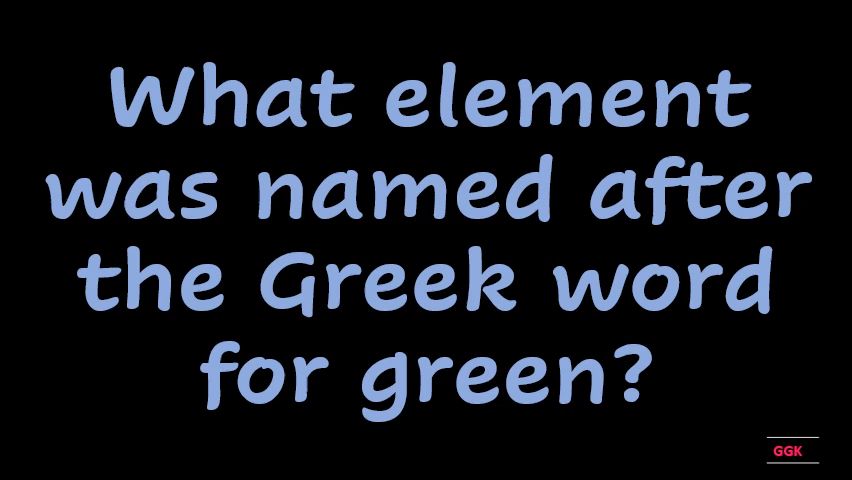 What element
was named after
the Greek word
for green?
GGK